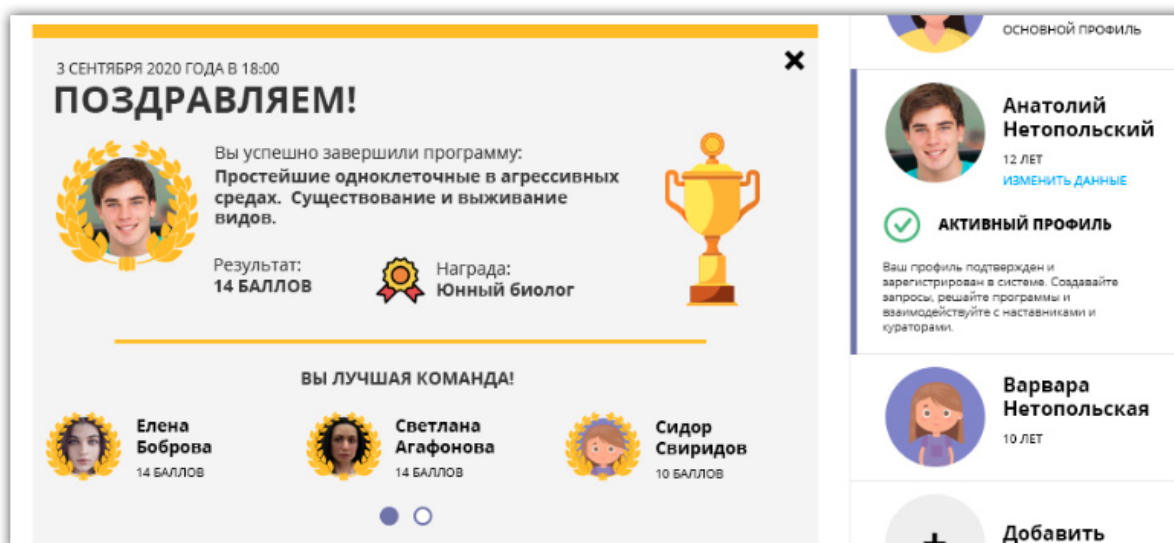 3 СЕНТЯБРЯ 2020 ГОДА В 18:00
ПОЗДРАВЛЯЕМ!
Вы успешно завершили программу:
Простейшие одноклеточные в агрессивных
средах. Существование и выживание
видов.
Результат:
14 БАЛЛОВ
Награда:
Юнный биолог
ВЫ ЛУЧШАЯ КОМАНДА!
Елена
Боброва
14 БАЛЛОВ
Светлана
Агафонова
14 БАЛЛОВ
Сидор
Свиридов
10 БАЛЛОВ
ОСНОВНОЙ ПРОФИЛЬ
Анатолий
Нетопольский
12 ЛЕТ
ИЗМЕНИТЬ ДАННЫЕ
АКТИВНЫЙ ПРОФИЛЬ
Ваш профиль подтвержден и
зарегистрирован в системе. Создавайте
запросы, решайте программы и
взаимодействуйте с наставниками и
кураторами.
Варвара
Нетопольская
10 ЛЕТ
Добавить